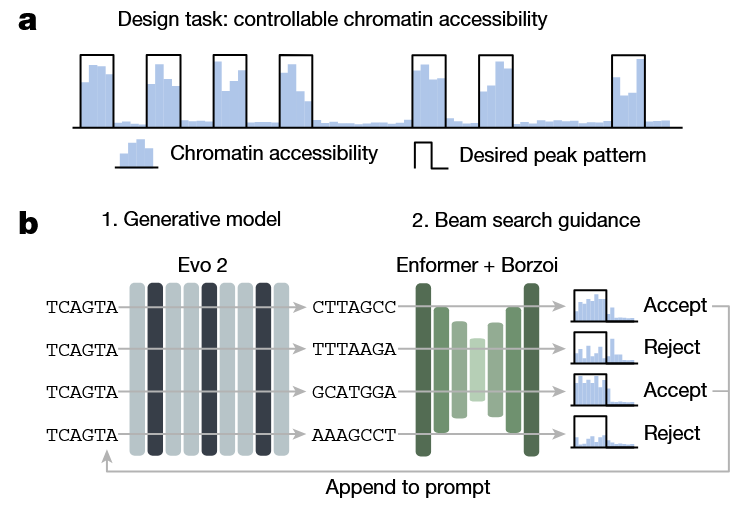 a
Design task: controllable chromatin accessibility
Chromatin accessibility
Desired peak pattern
b
1. Generative model
2. Beam search guidance
Evo 2
Enformer + Borzoi
TCAGTA
CTTAGCC
Accept
TCAGTA
TTTAAGA
Reject
TCAGTA
GCATGGA
Accept
TCAGTA
AAAGCCT
Reject
Append to prompt